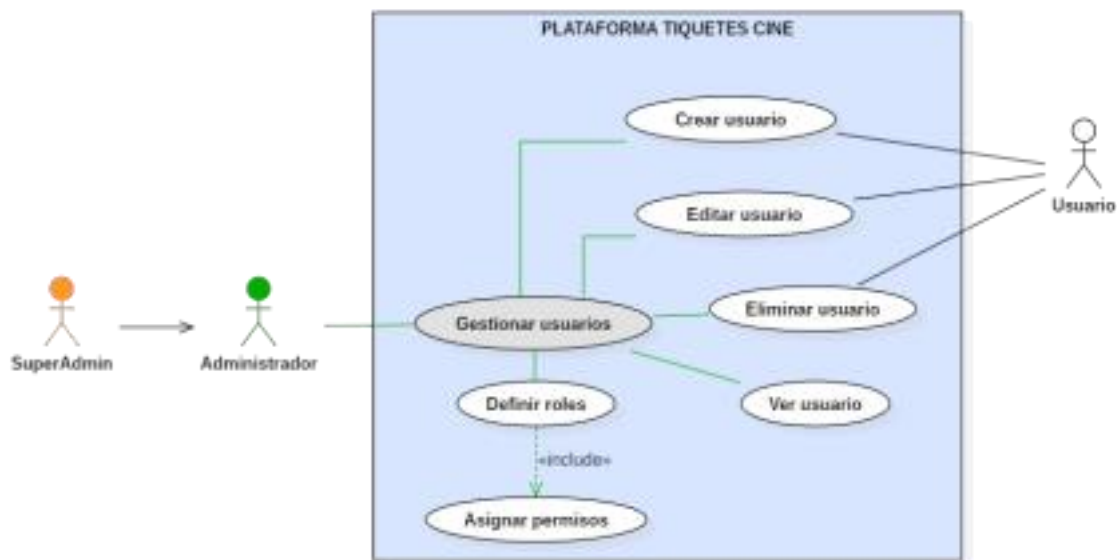 PLATAFORMA TIQUETES CINE
Crear usuario
Editar usuario
Usuario
Gestionar usuarios
Eliminar usuario
SuperAdmin
Administrador
Definir roles
Ver usuario
«include»
Asignar permisos